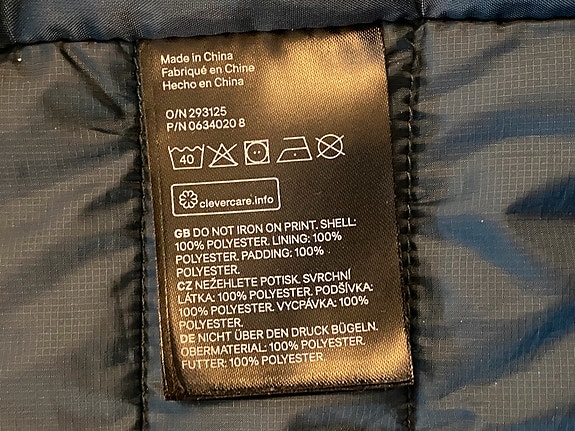 Made in China
Fabriqué en Chine
Hecho en China
O/N 293125
P/N 0634020 8
40
clevercare.info
GB DO NOT IRON ON PRINT. SHELL:
100% POLYESTER. LINING: 100%
POLYESTER. PADDING: 100%
POLYESTER.
CZ NEŽEHLETE POTISK. SVRCHNÍ
LÁTKA: 100% POLYESTER. PODŠÍVKA:
100% POLYESTER. VYCPÁVKA: 100%
POLYESTER.
DE NICHT ÜBER DEN DRUCK BÜGELN.
OBERMATERIAL: 100% POLYESTER.
FUTTER: 100% POLYESTER